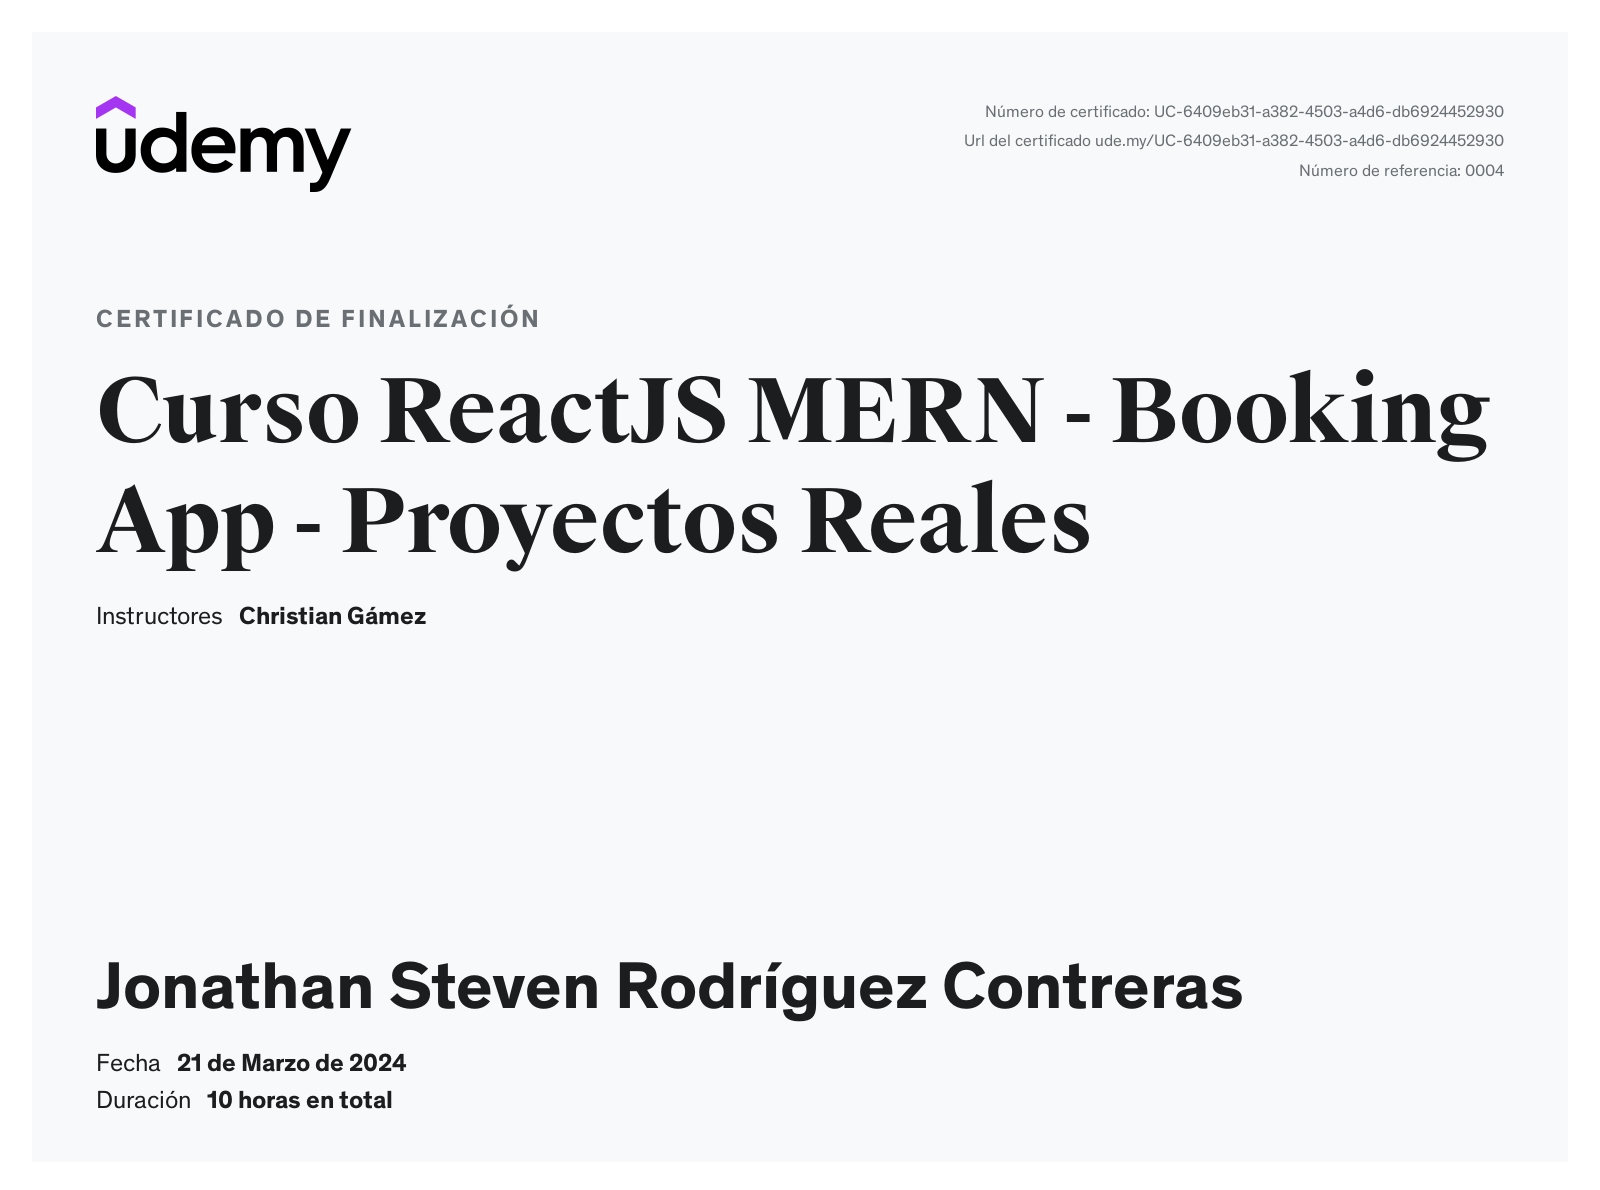 udemy
Número de certificado: UC-6409eb31-a382-4503-a4d6-db6924452930
Url del certificado ude.my/UC-6409eb31-a382-4503-a4d6-db6924452930
Número de referencia: 0004
CERTIFICADO DE FINALIZACIÓN
Curso ReactJS MERN - Booking
App - Proyectos Reales
Instructores Christian Gámez
Jonathan Steven Rodríguez Contreras
Fecha 21 de Marzo de 2024
Duración 10 horas en total